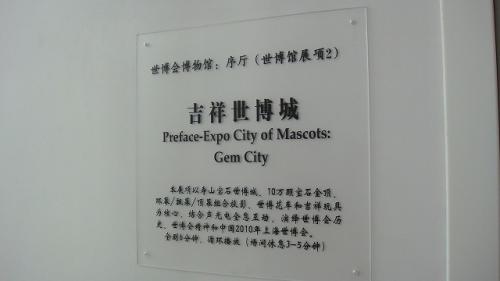 世博会博物馆：序厅（世博馆展项2）
吉祥世博城
Preface-Expo City of Mascots:
Gem City
本展项以寿山宝石世博城、10万颗宝石金顶、
环幕/纵幕/顶幕组合投影、世博花车和吉祥玩具
为核心，结合声光电全息互动，演绎世博会历
史、世博会精神和中国2010年上海世博会。
全剧6分钟，循环播放（场间休息3-5分钟）